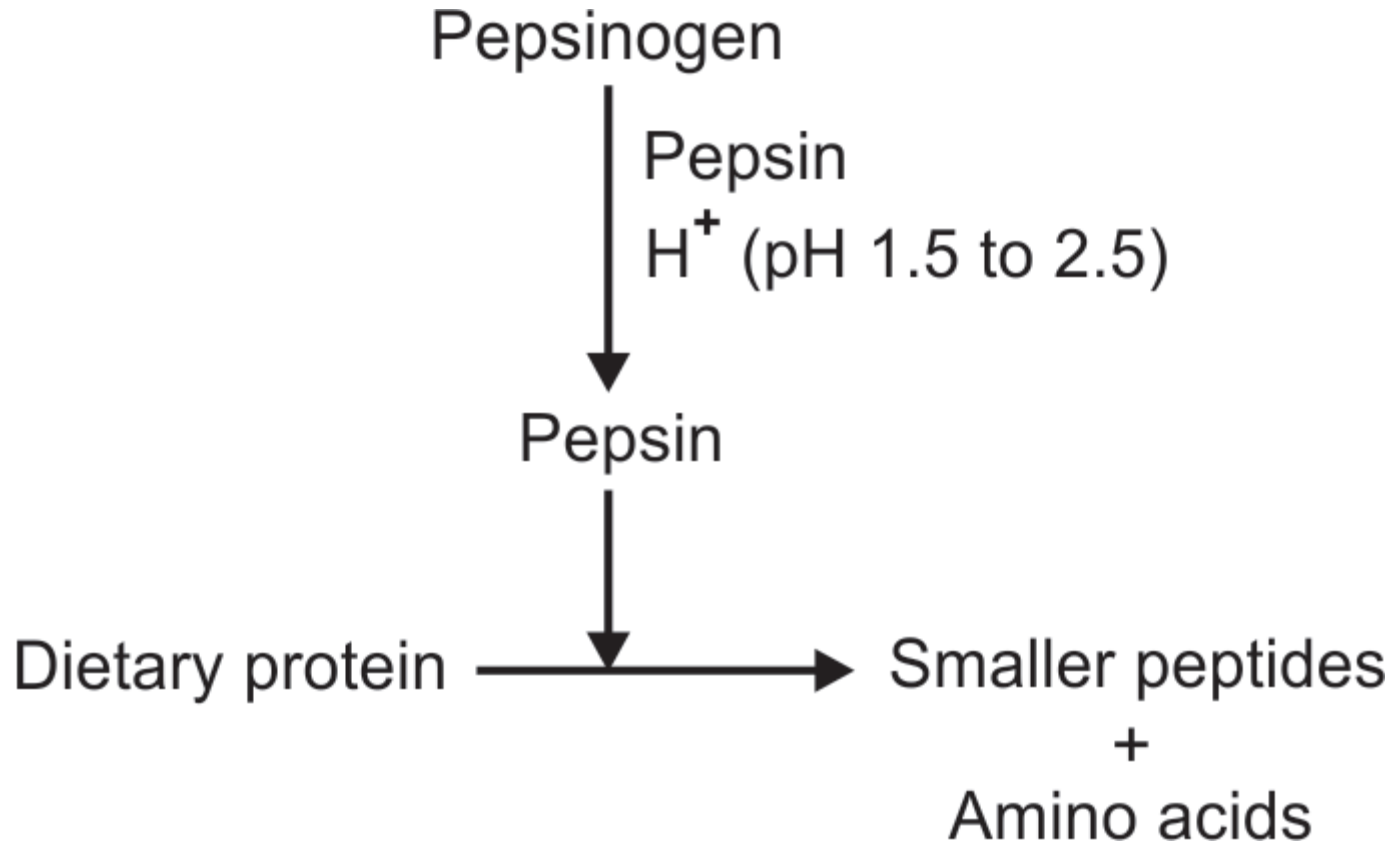 Pepsinogen
Pepsin
H⁺ (pH 1.5 to 2.5)
Pepsin
Dietary protein
Smaller peptides
+
Amino acids